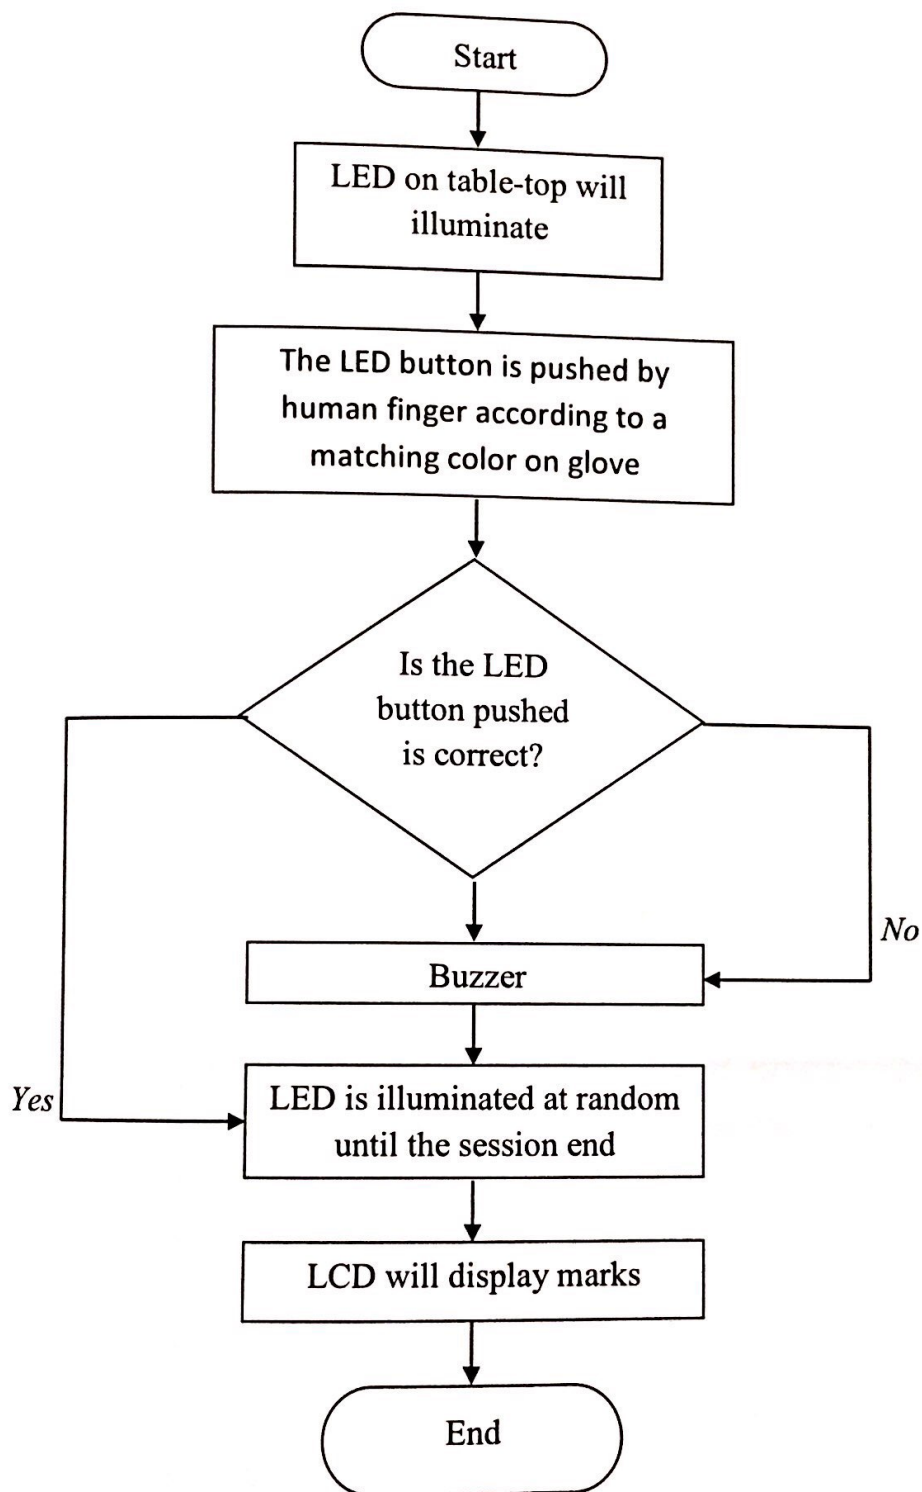 Start
LED on table-top will
illuminate
The LED button is pushed by
human finger according to a
matching color on glove
Is the LED
button pushed
is correct?
No
Buzzer
Yes
LED is illuminated at random
until the session end
LCD will display marks
End